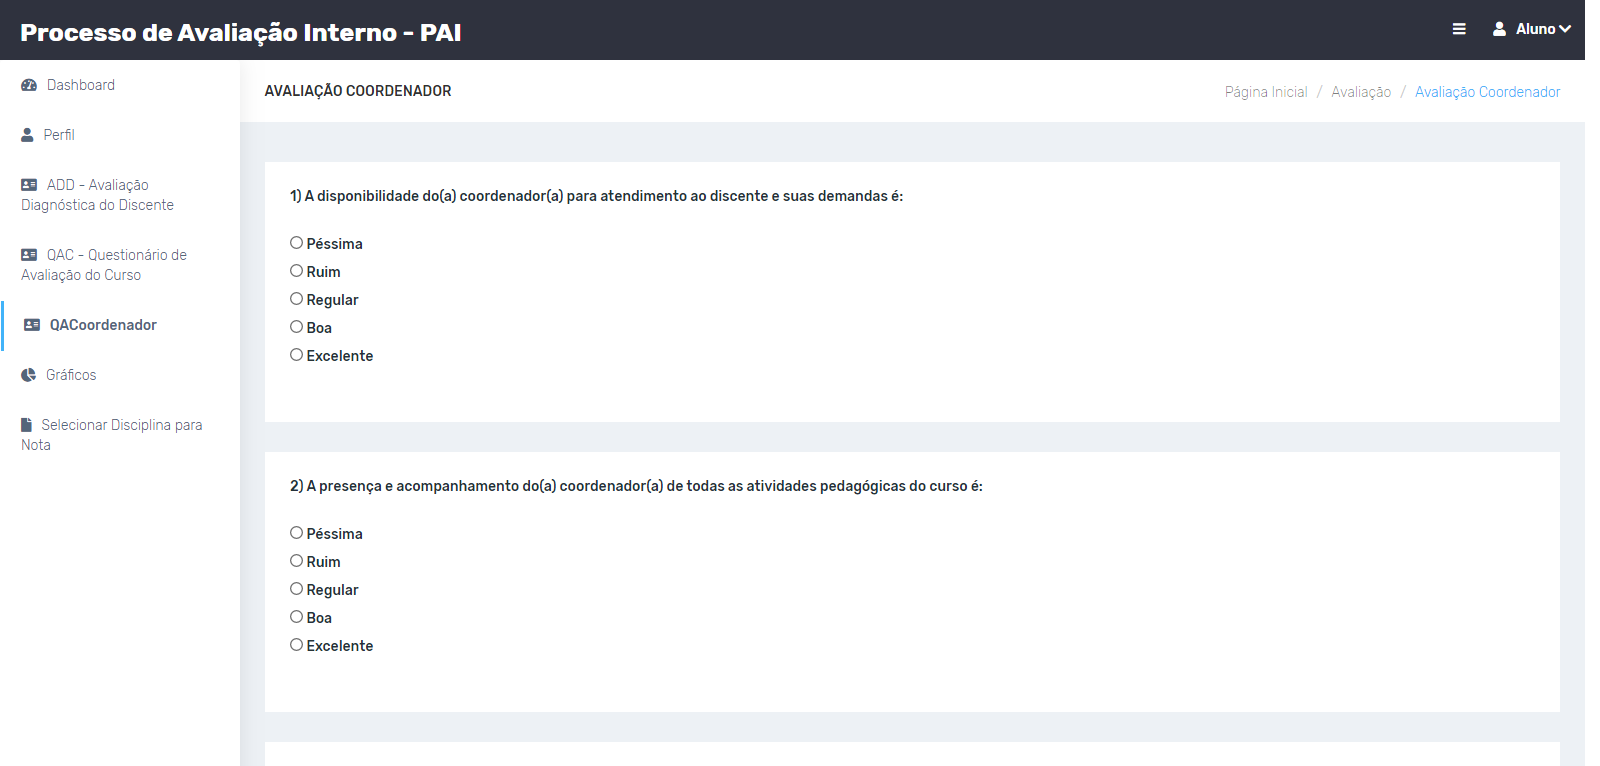 Processo de Avaliação Interno - PAI
Aluno
Dashboard
Perfil
ADD - Avaliação
Diagnóstica do Discente
QAC - Questionário de
Avaliação do Curso
QACoordenador
Gráficos
Selecionar Disciplina para
Nota
AVALIAÇÃO COORDENADOR
Página Inicial / Avaliação / Avaliação Coordenador
1) A disponibilidade do(a) coordenador(a) para atendimento ao discente e suas demandas é:
Péssima
Ruim
Regular
Boa
Excelente
2) A presença e acompanhamento do(a) coordenador(a) de todas as atividades pedagógicas do curso é:
Péssima
Ruim
Regular
Boa
Excelente